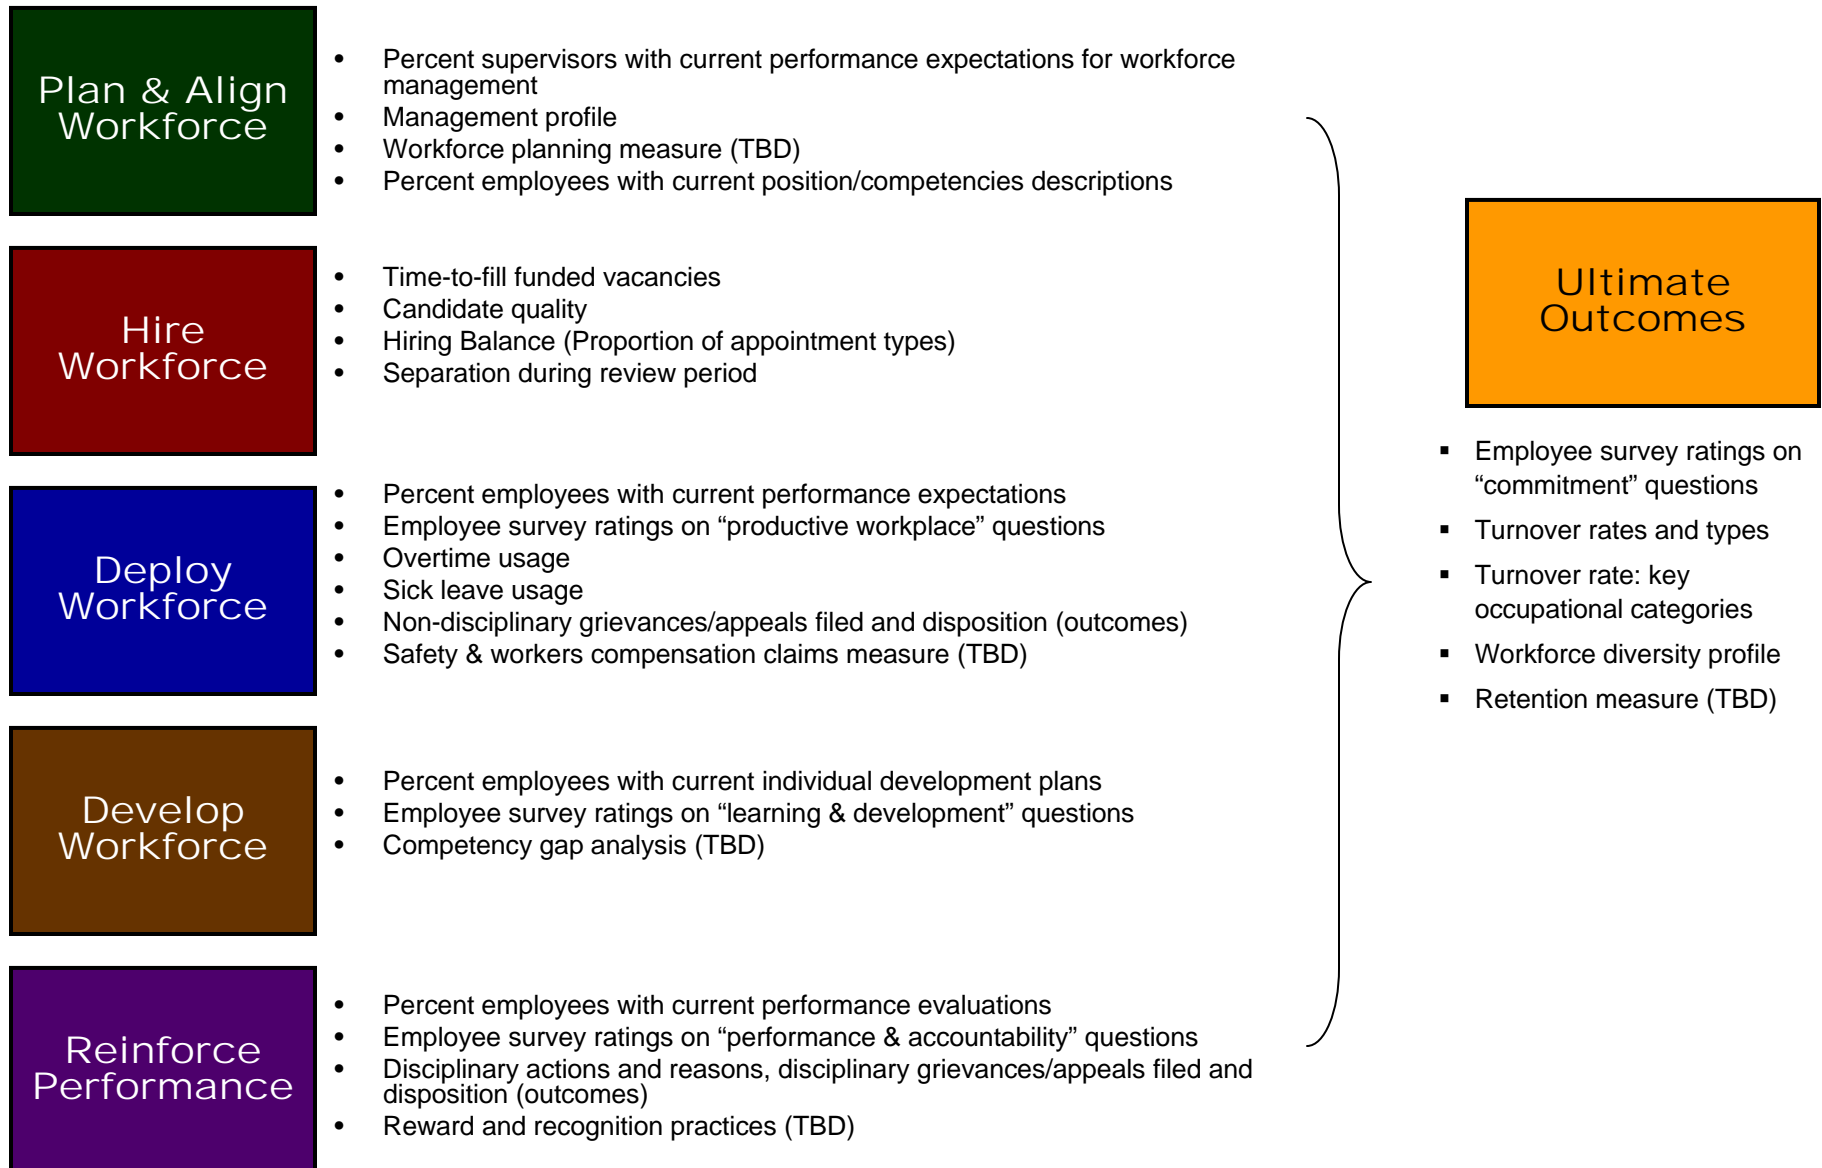 Plan & Align
Workforce
• Percent supervisors with current performance expectations for workforce
management
• Management profile
• Workforce planning measure (TBD)
• Percent employees with current position/competencies descriptions
Hire
Workforce
• Time-to-fill funded vacancies
• Candidate quality
• Hiring Balance (Proportion of appointment types)
• Separation during review period
Deploy
Workforce
• Percent employees with current performance expectations
• Employee survey ratings on “productive workplace” questions
• Overtime usage
• Sick leave usage
• Non-disciplinary grievances/appeals filed and disposition (outcomes)
• Safety & workers compensation claims measure (TBD)
Develop
Workforce
• Percent employees with current individual development plans
• Employee survey ratings on “learning & development” questions
• Competency gap analysis (TBD)
Reinforce
Performance
• Percent employees with current performance evaluations
• Employee survey ratings on “performance & accountability” questions
• Disciplinary actions and reasons, disciplinary grievances/appeals filed and
disposition (outcomes)
• Reward and recognition practices (TBD)
Ultimate
Outcomes
▪ Employee survey ratings on
“commitment” questions
▪ Turnover rates and types
▪ Turnover rate: key
occupational categories
▪ Workforce diversity profile
▪ Retention measure (TBD)